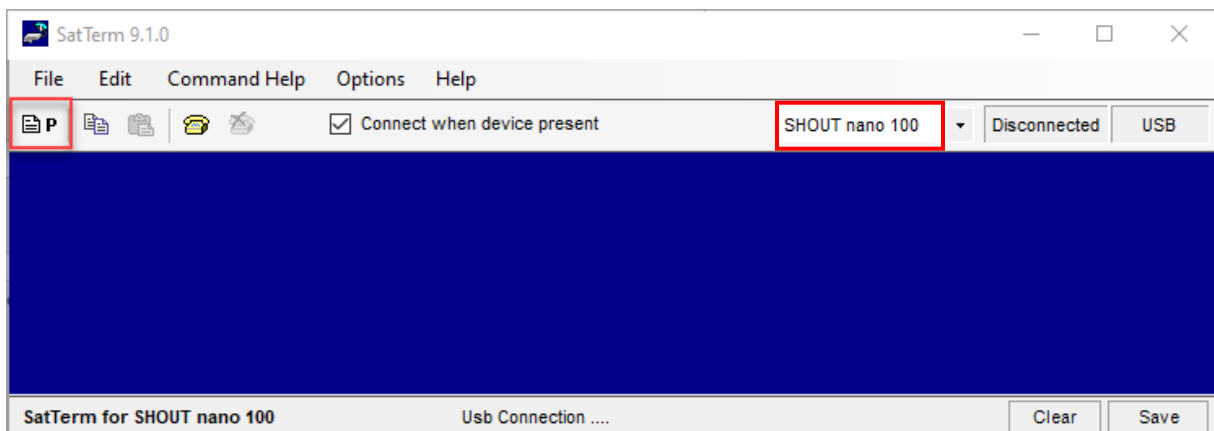 SatTerm 9.1.0
File Edit Command Help Options Help
P Connect when device present SHOUT nano 100 Disconnected USB
SatTerm for SHOUT nano 100 Usb Connection .... Clear Save